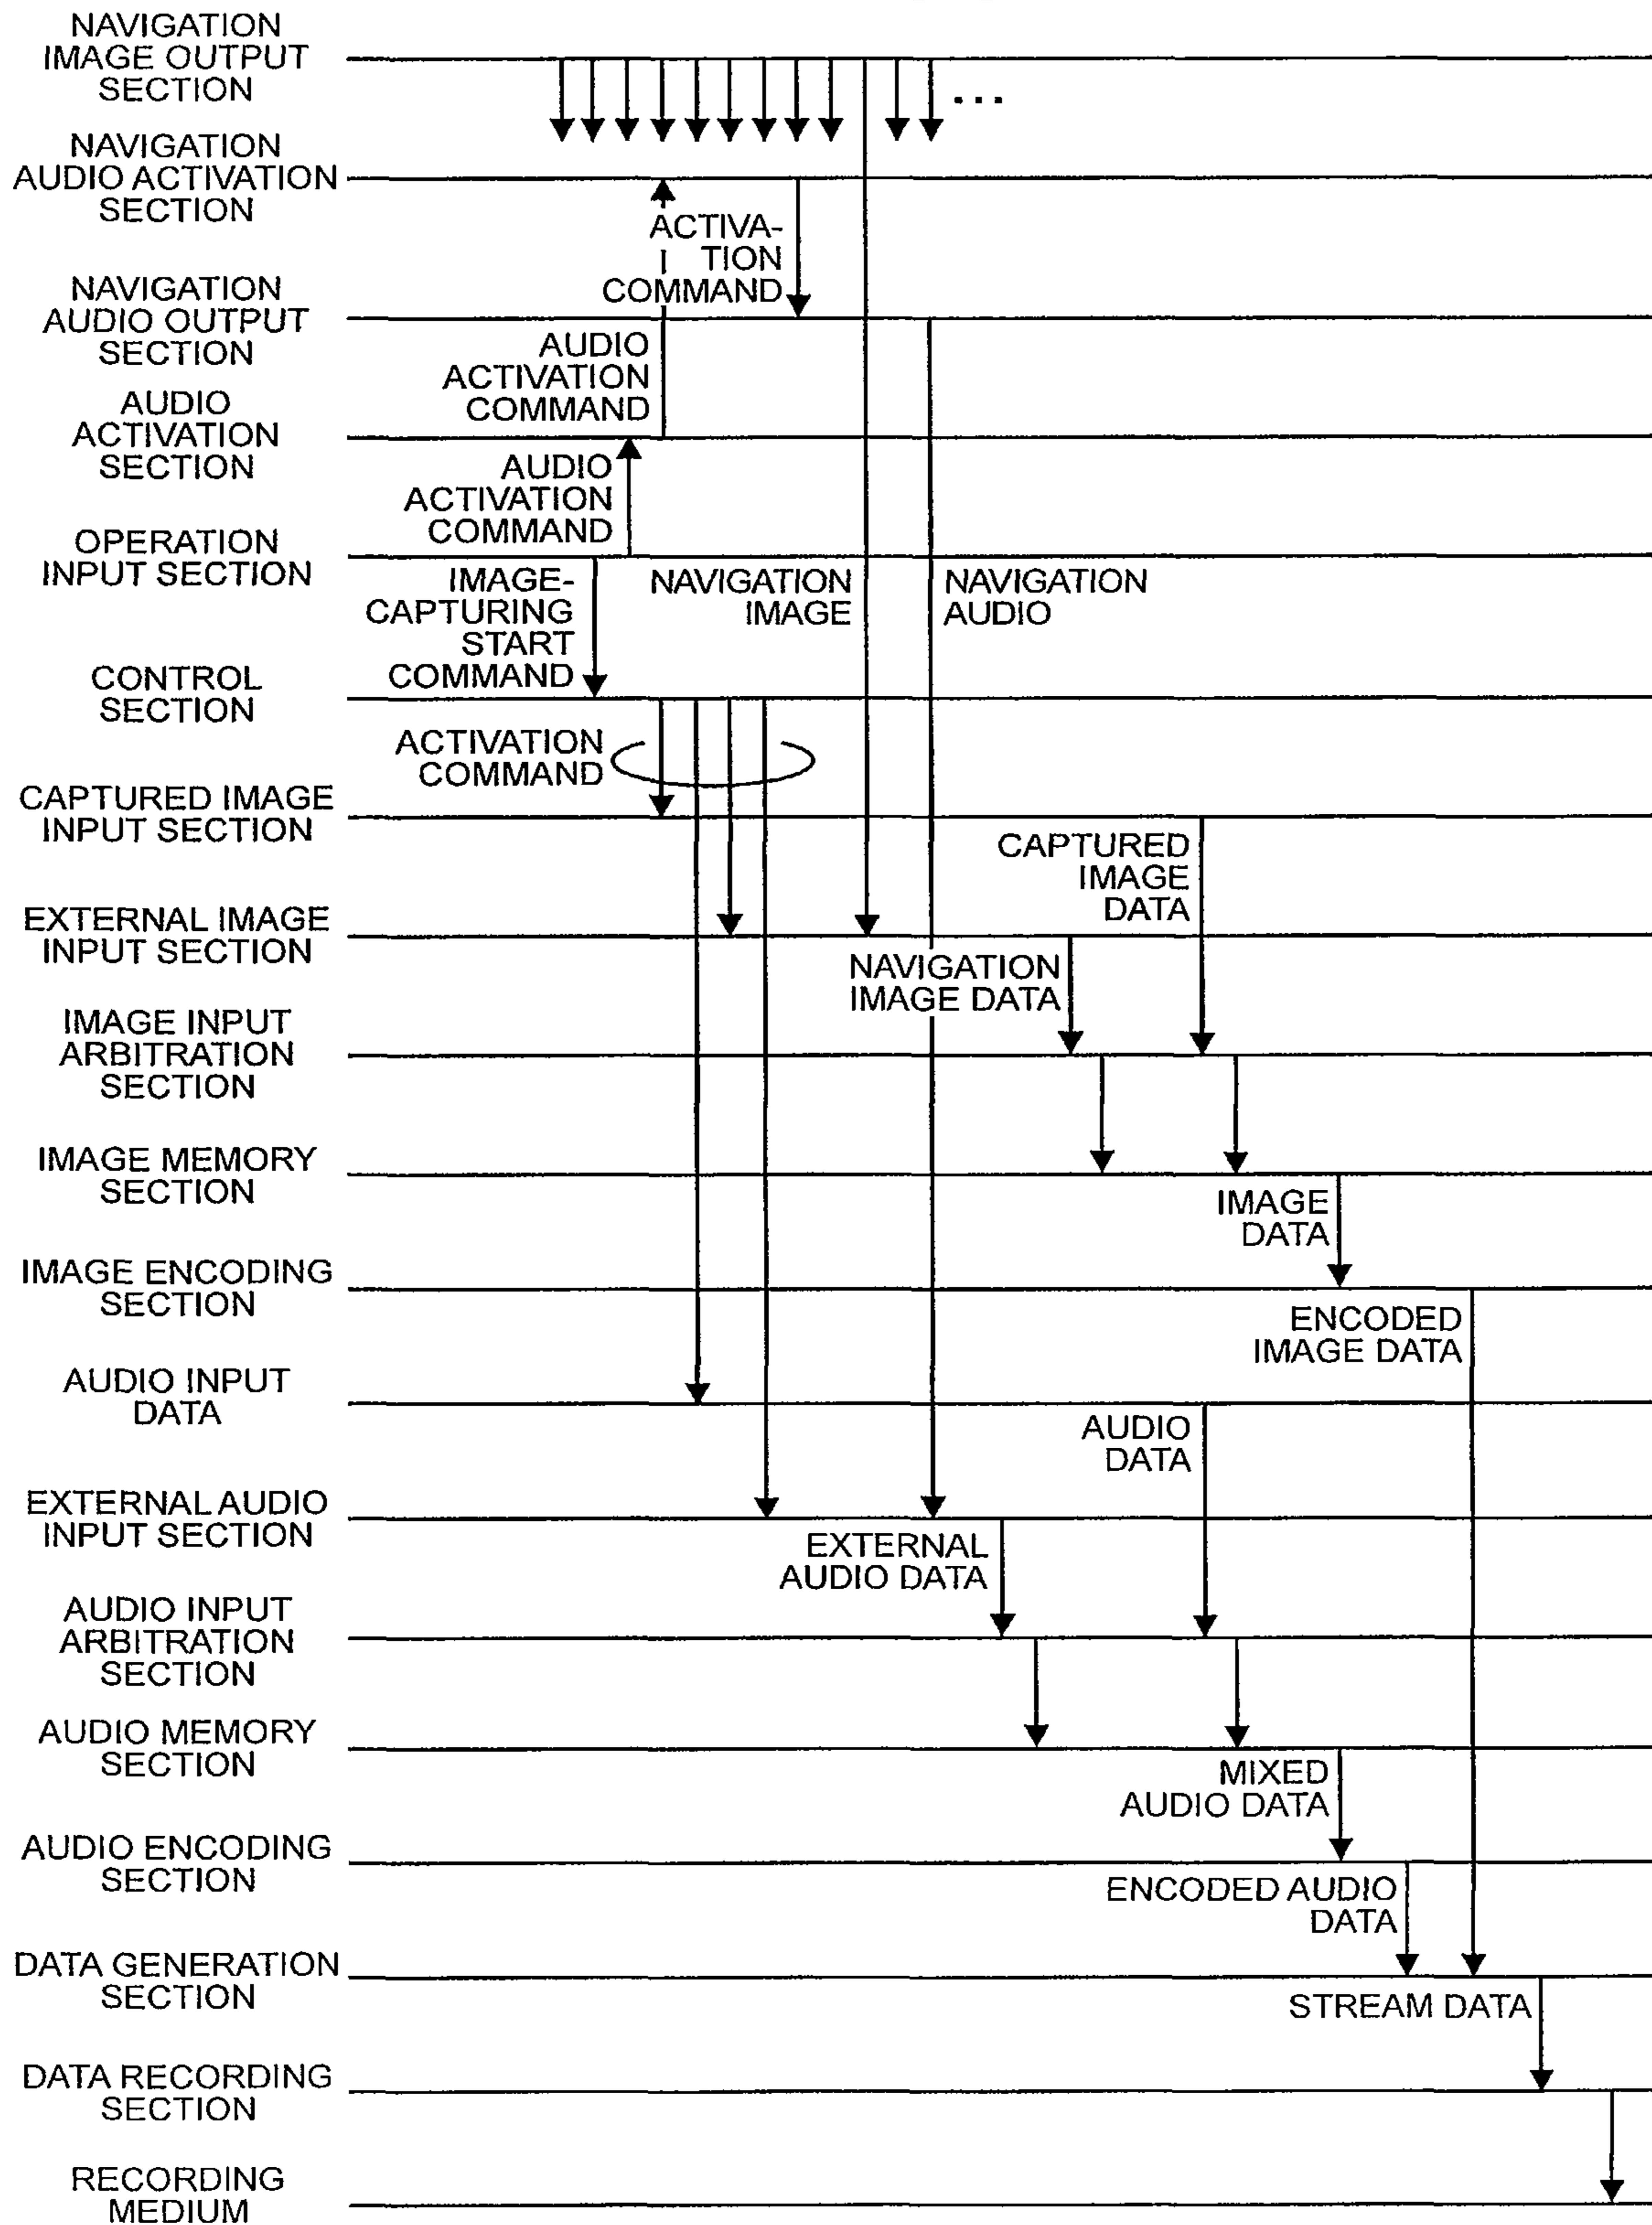 NAVIGATION
IMAGE OUTPUT
SECTION
...
NAVIGATION
AUDIO ACTIVATION
SECTION
ACTIVA-
TION
COMMAND
NAVIGATION
AUDIO OUTPUT
SECTION
AUDIO
ACTIVATION
COMMAND
AUDIO
ACTIVATION
SECTION
AUDIO
ACTIVATION
COMMAND
OPERATION
INPUT SECTION
IMAGE-
CAPTURING
START
COMMAND
NAVIGATION
IMAGE
NAVIGATION
AUDIO
CONTROL
SECTION
ACTIVATION
COMMAND
CAPTURED IMAGE
INPUT SECTION
CAPTURED
IMAGE
DATA
EXTERNAL IMAGE
INPUT SECTION
NAVIGATION
IMAGE DATA
IMAGE INPUT
ARBITRATION
SECTION
IMAGE MEMORY
SECTION
IMAGE
DATA
IMAGE ENCODING
SECTION
ENCODED
IMAGE DATA
AUDIO INPUT
DATA
AUDIO
DATA
EXTERNAL AUDIO
INPUT SECTION
EXTERNAL
AUDIO DATA
AUDIO INPUT
ARBITRATION
SECTION
AUDIO MEMORY
SECTION
MIXED
AUDIO DATA
AUDIO ENCODING
SECTION
ENCODED AUDIO
DATA
DATA GENERATION
SECTION
STREAM DATA
DATA RECORDING
SECTION
RECORDING
MEDIUM